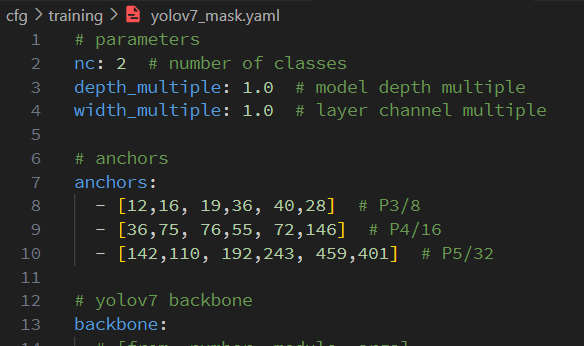 cfg > training > yolov7_mask.yaml
1 # parameters
2 nc: 2 # number of classes
3 depth_multiple: 1.0 # model depth multiple
4 width_multiple: 1.0 # layer channel multiple
5
6 # anchors
7 anchors:
8 - [12,16, 19,36, 40,28] # P3/8
9 - [36,75, 76,55, 72,146] # P4/16
10 - [142,110, 192,243, 459,401] # P5/32
11
12 # yolov7 backbone
13 backbone: